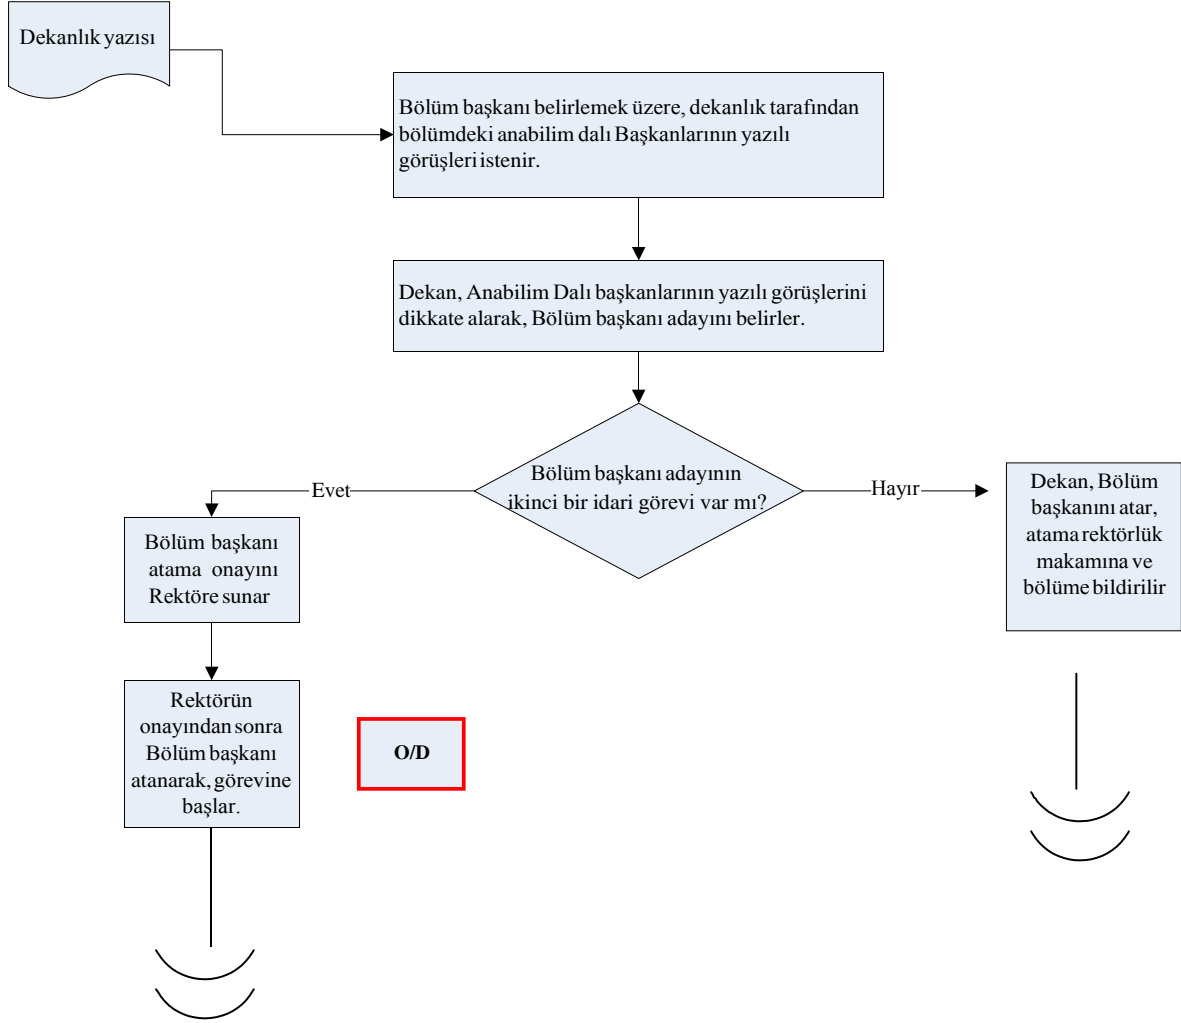 Dekanlık yazısı
Bölüm başkanı belirlemek üzere, dekanlık tarafından
bölümdeki anabilim dalı Başkanlarının yazılı
görüşleri istenir.
Dekan, Anabilim Dalı başkanlarının yazılı görüşlerini
dikkate alarak, Bölüm başkanı adayını belirler.
Bölüm başkanı adayının
ikinci bir idari görevi var mı?
Evet
Hayır
Bölüm başkanı
atama onayını
Rektöre sunar
Dekan, Bölüm
başkanını atar,
atama rektörlük
makamına ve
bölüme bildirilir
Rektörün
onayından sonra
Bölüm başkanı
atanarak, görevine
başlar.
O/D